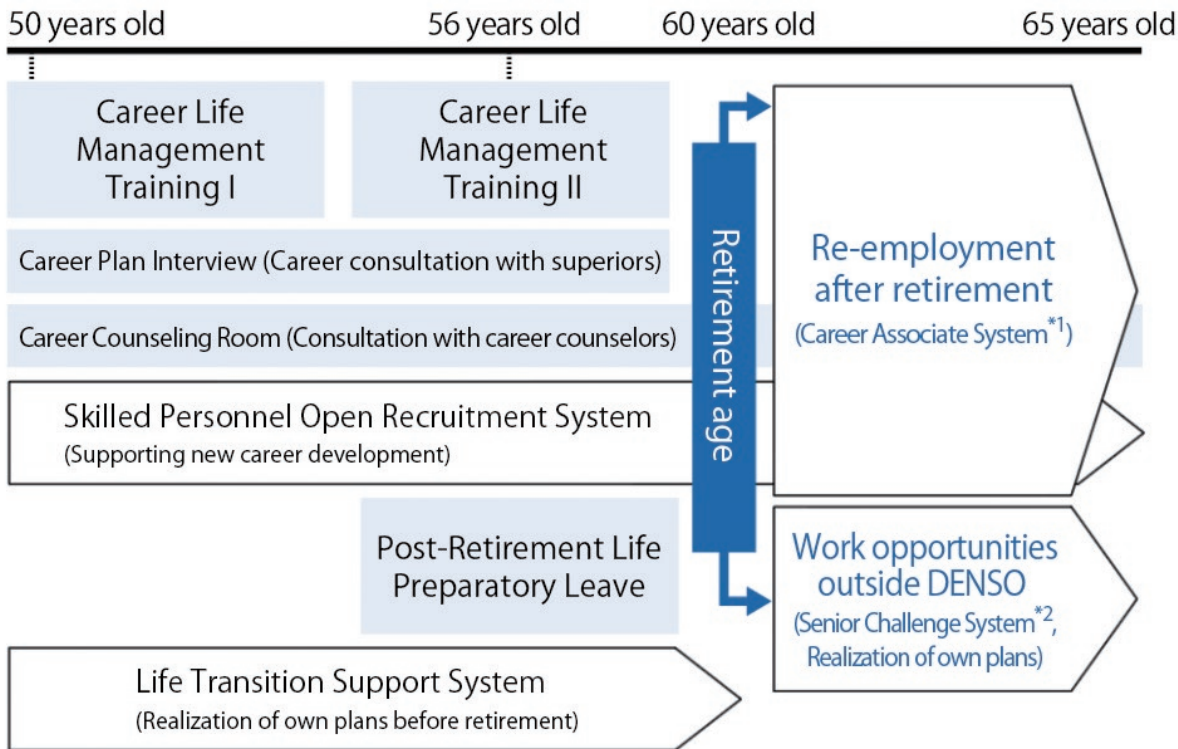 50 years old
56 years old
60 years old
65 years old
Career Life
Management
Training I
Career Life
Management
Training II
Career Plan Interview (Career consultation with superiors)
Career Counseling Room (Consultation with career counselors)
Skilled Personnel Open Recruitment System
(Supporting new career development)
Post-Retirement Life
Preparatory Leave
Life Transition Support System
(Realization of own plans before retirement)
Retirement age
Re-employment
after retirement
(Career Associate System*1)
Work opportunities
outside DENSO
(Senior Challenge System*2,
Realization of own plans)